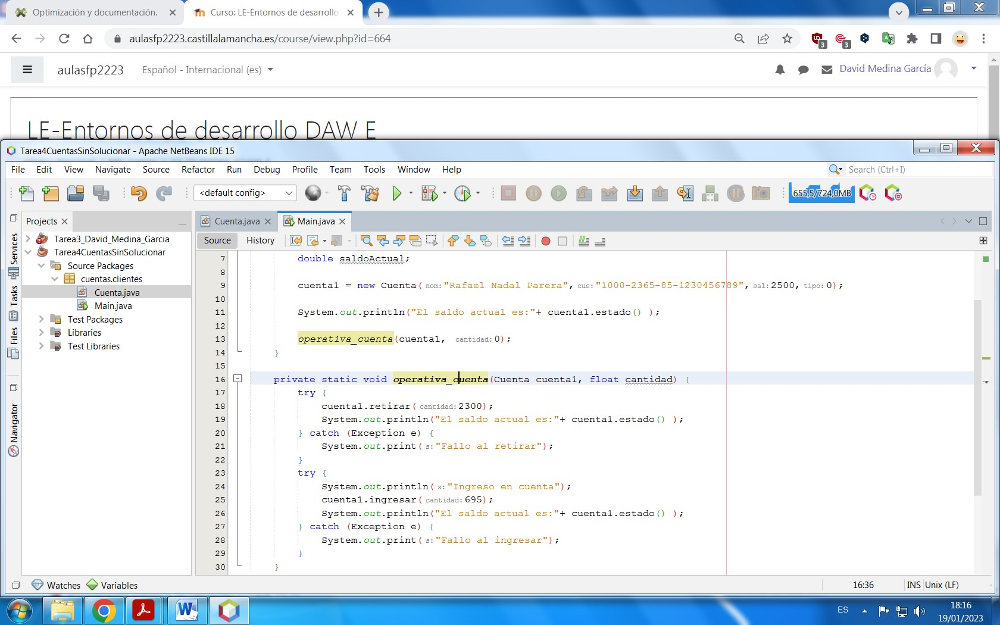 Optimización y documentación.
Curso: LE-Entornos de desarrollo
aulasfp2223.castillalamancha.es/course/view.php?id=664
3
3
aulasfp2223
Español - Internacional (es)
David Medina García
LE-Entornos de desarrollo DAW E
Tarea4CuentasSinSolucionar - Apache NetBeans IDE 15
File Edit View Navigate Source Refactor Run Debug Profile Team Tools Window Help
Search (Ctrl+I)
<default config>
655,5/724,0MB
Projects
Cuenta.java
Main.java
Source
History
Services
Tasks
Files
Navigator
Tarea3_David_Medina_Garcia
Tarea4CuentasSinSolucionar
Source Packages
cuentas.clientes
Cuenta.java
Main.java
Test Packages
Libraries
Test Libraries
7 double saldoActual;
8
9 cuenta1 = new Cuenta(nom:"Rafael Nadal Parera", cue:"1000-2365-85-1230456789", sal:2500, tipo:0);
10
11 System.out.println("El saldo actual es:"+ cuenta1.estado() );
12
13 operativa_cuenta(cuenta1, cantidad:0);
14 }
15
16 private static void operativa_cuenta(Cuenta cuenta1, float cantidad) {
17 try {
18 cuenta1.retirar(cantidad:2300);
19 System.out.println("El saldo actual es:"+ cuenta1.estado() );
20 } catch (Exception e) {
21 System.out.print(s:"Fallo al retirar");
22 }
23 try {
24 System.out.println(x:"Ingreso en cuenta");
25 cuenta1.ingresar(cantidad:695);
26 System.out.println("El saldo actual es:"+ cuenta1.estado() );
27 } catch (Exception e) {
28 System.out.print(s:"Fallo al ingresar");
29 }
30 }
Watches Variables
16:36
INS Unix (LF)
ES
18:16
19/01/2023